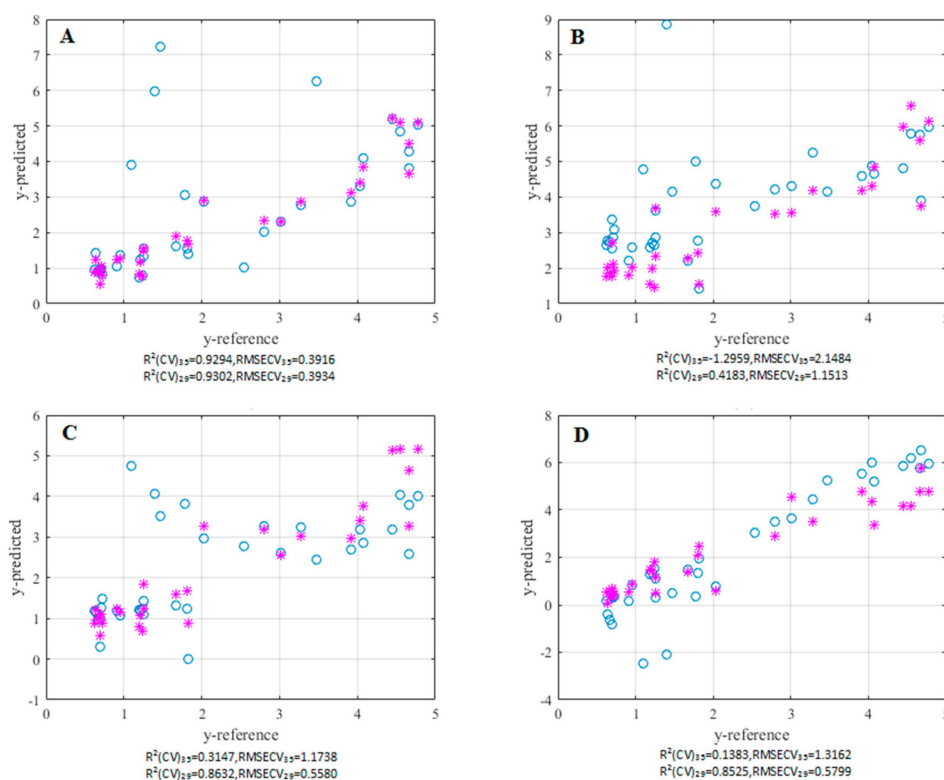 A
8
7
6
5
4
3
2
1
0
y-predicted
0 1 2 3 4 5
y-reference
R²(CV)₃₅=0.9294,RMSECV₃₅=0.3916
R²(CV)₂₉=0.9302,RMSECV₂₉=0.3934
B
9
8
7
6
5
4
3
2
1
y-predicted
0 1 2 3 4 5
y-reference
R²(CV)₃₅=-1.2959,RMSECV₃₅=2.1484
R²(CV)₂₉=0.4183,RMSECV₂₉=1.1513
C
6
5
4
3
2
1
0
-1
y-predicted
0 1 2 3 4 5
y-reference
R²(CV)₃₅=0.3147,RMSECV₃₅=1.1738
R²(CV)₂₉=0.8632,RMSECV₂₉=0.5580
D
8
6
4
2
0
-2
-4
y-predicted
0 1 2 3 4 5
y-reference
R²(CV)₃₅=0.1383,RMSECV₃₅=1.3162
R²(CV)₂₉=0.8525,RMSECV₂₉=0.5799